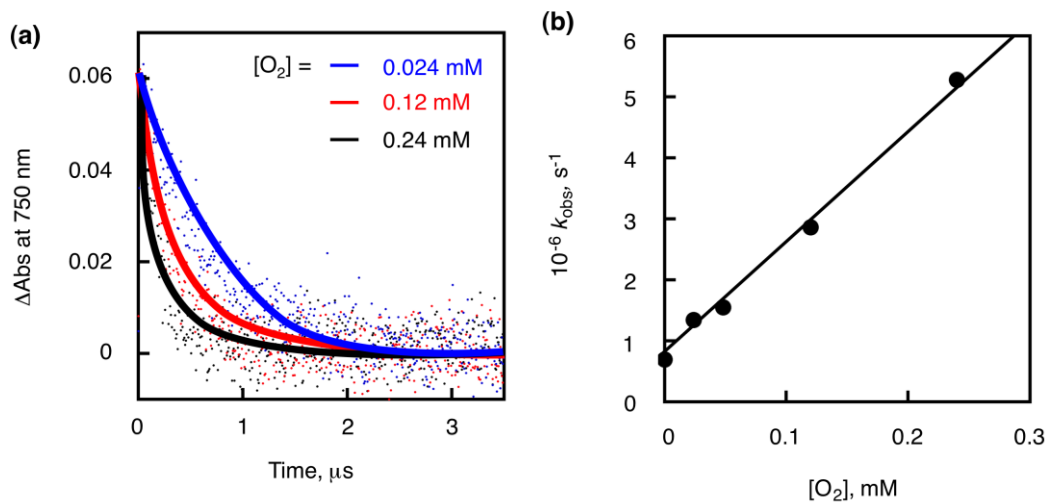 (a)
[O₂] =
0.024 mM
0.12 mM
0.24 mM
0.06
0.04
0.02
0
ΔAbs at 750 nm
0
1
2
3
Time, μs
(b)
6
5
4
3
2
1
0
10⁻⁶ k_obs, s⁻¹
0
0.1
0.2
0.3
[O₂], mM